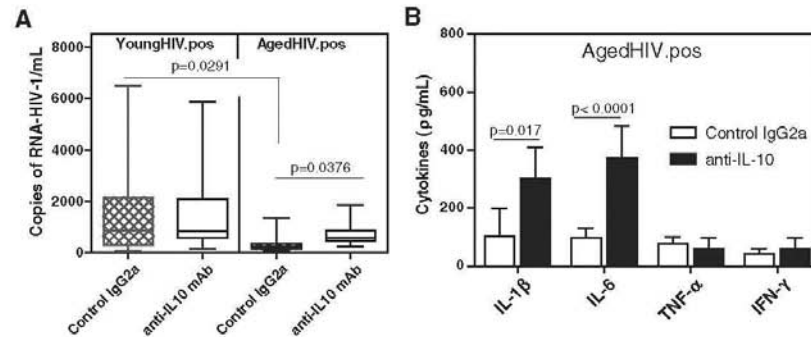 A
YoungHIV.pos AgedHIV.pos
Copies of RNA-HIV-1/mL
8000
6000
4000
2000
0
p=0,0291
p=0,0376
Control IgG2a
anti-IL10 mAb
Control IgG2a
anti-IL10 mAb
B
AgedHIV.pos
Cytokines (pg/mL)
800
600
400
200
0
p=0,017
p< 0,0001
Control IgG2a
anti-IL-10
IL-1β
IL-6
TNF-α
IFN-γ